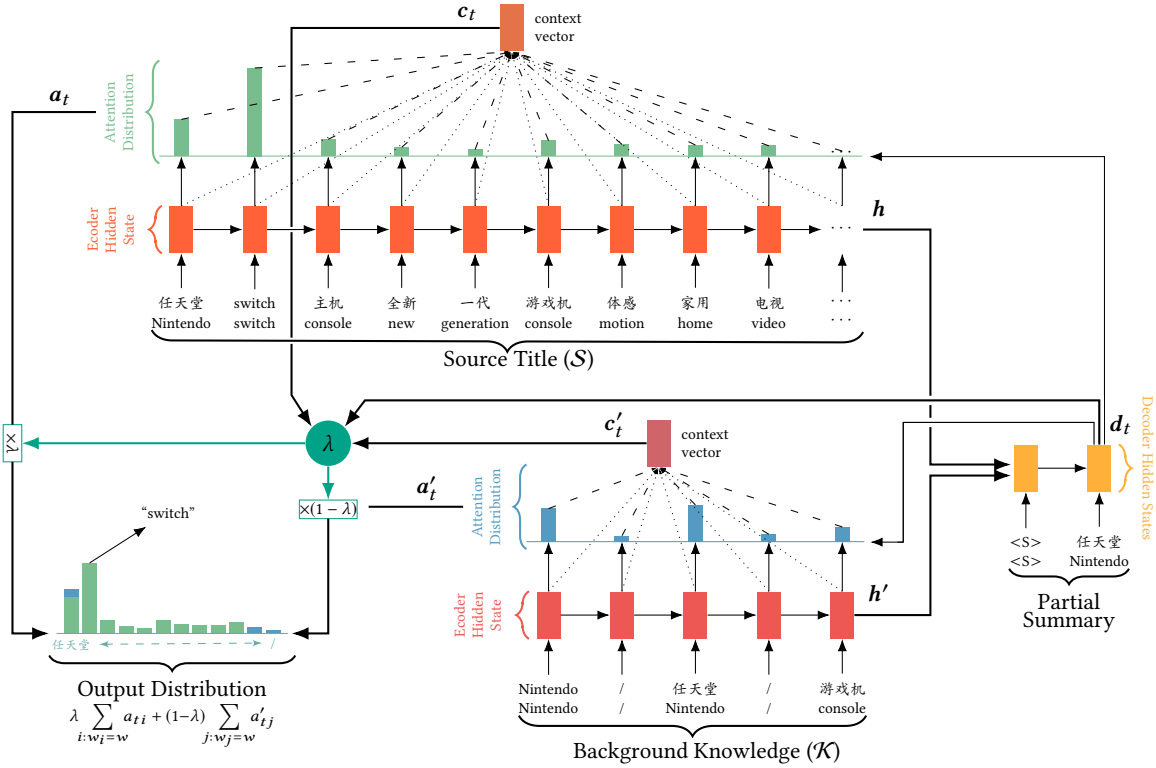 c_t
context
vector
a_t
Attention
Distribution
Ecoder
Hidden
State
h
. . .
. . .
任天堂 switch 主机 全新 一代 游戏机 体感 家用 电视 . . .
Nintendo switch console new generation console motion home video . . .
Source Title (S)
λ
×λ
×(1 − λ)
c′_t
context
vector
a′_t
Attention
Distribution
Ecoder
Hidden
State
h′
Nintendo / 任天堂 / 游戏机
Nintendo / Nintendo / console
Background Knowledge (K)
d_t
Decoder Hidden States
<S> 任天堂
<S> Nintendo
Partial
Summary
“switch”
任天堂 /
Output Distribution
λ ∑ a_{ti} + (1−λ) ∑ a′_{tj}
i:w_i=w j:w_j=w